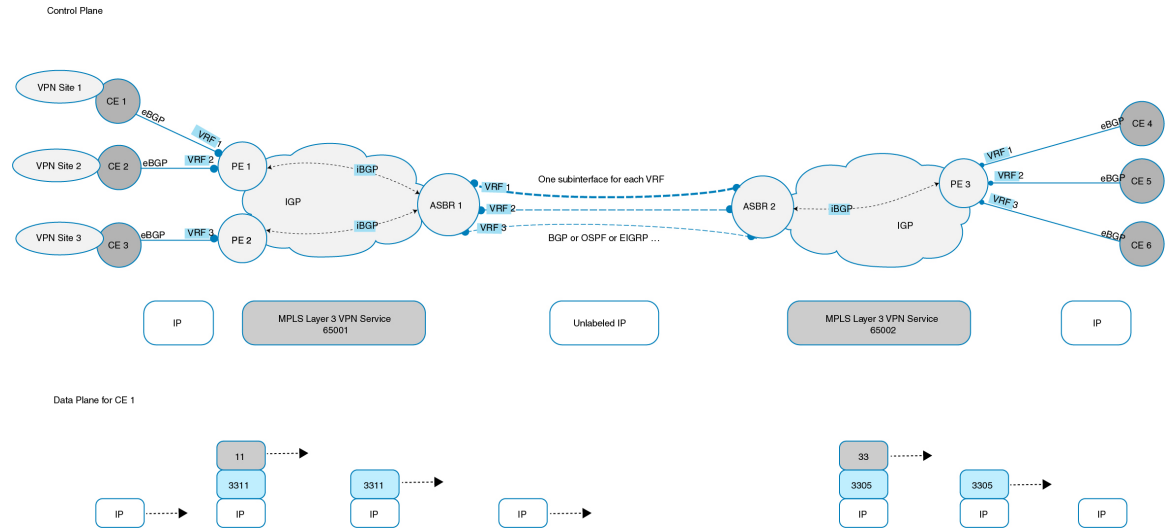 Control Plane
VPN Site 1
CE 1
eBGP
VRF 1
VPN Site 2
CE 2
eBGP
VRF 2
PE 1
VPN Site 3
CE 3
eBGP
VRF 3
PE 2
iBGP
IGP
iBGP
ASBR 1
VRF 1
VRF 2
VRF 3
One subinterface for each VRF
BGP or OSPF or EIGRP ...
ASBR 2
iBGP
IGP
PE 3
VRF 1
VRF 2
VRF 3
eBGP
CE 4
eBGP
CE 5
eBGP
CE 6
IP
MPLS Layer 3 VPN Service
65001
Unlabeled IP
MPLS Layer 3 VPN Service
65002
IP
Data Plane for CE 1
IP
11
3311
IP
3311
IP
IP
33
3305
IP
3305
IP
IP